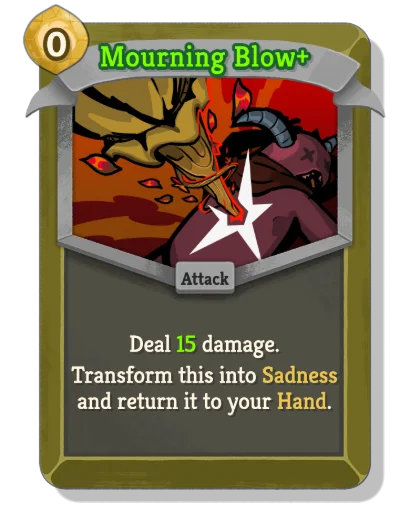 0
Mourning Blow+
Attack
Deal 15 damage.
Transform this into Sadness
and return it to your Hand.